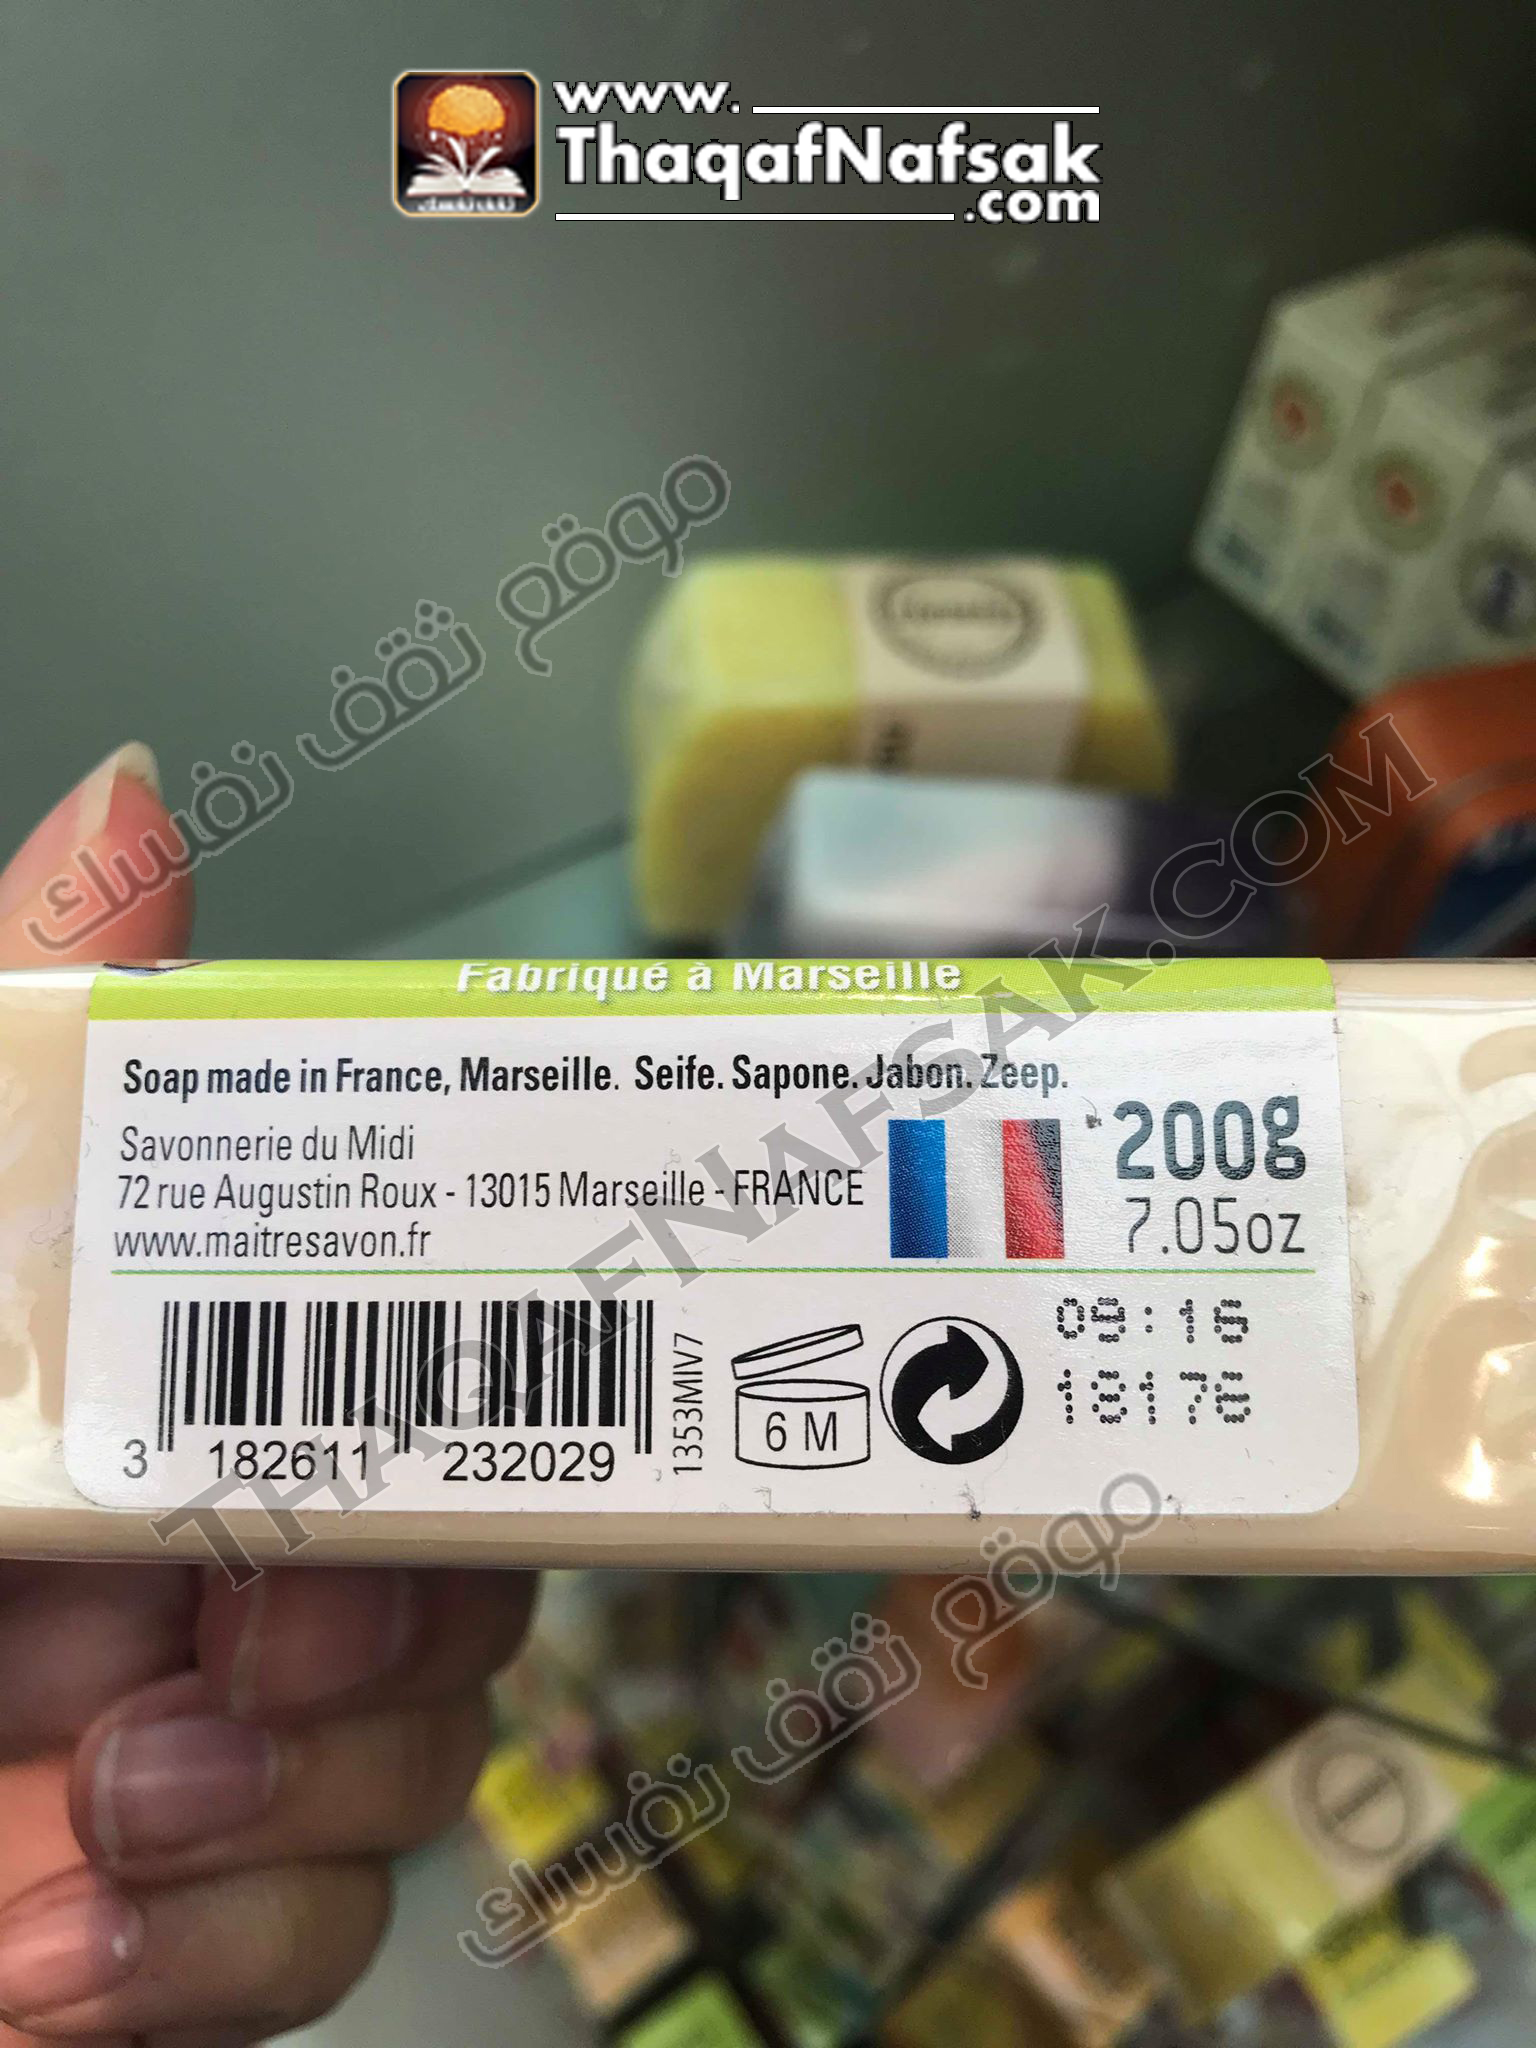 www.
ThaqafNafsak
.com
موقع ثقف نفسك
Fabriqué à Marseille
Soap made in France, Marseille. Seife. Sapone. Jabon. Zeep.
Savonnerie du Midi
72 rue Augustin Roux - 13015 Marseille - FRANCE
www.maitresavon.fr
200g
7.05oz
3 182611 232029
1353MIV7
6 M
09:16
18176
THAQAFNAFSAK.COM
موقع ثقف نفسك